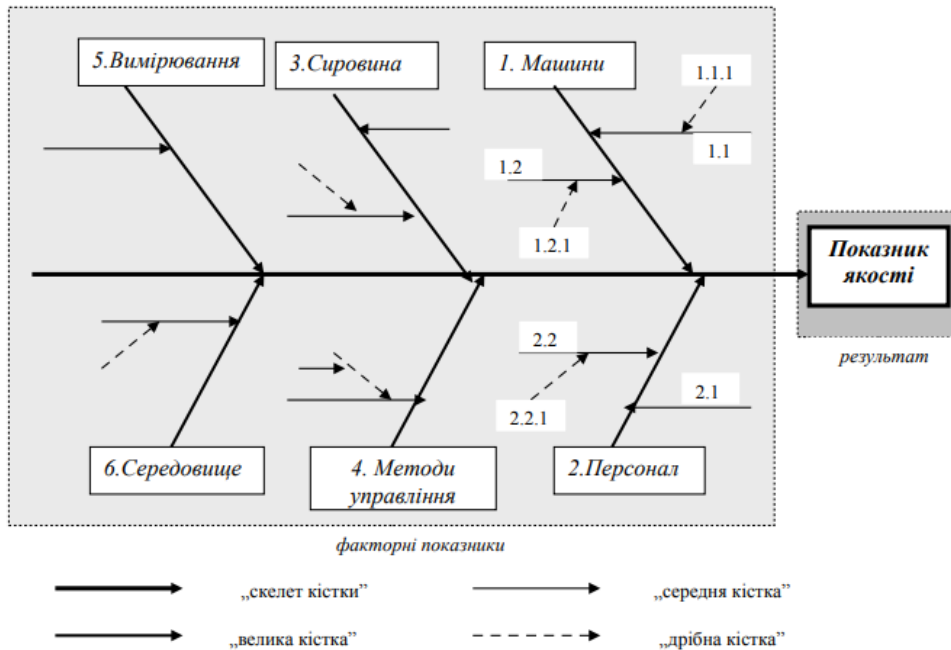 5.Вимірювання
3.Сировина
1. Машини
1.1.1
1.1
1.2
1.2.1
Показник
якості
результат
2.2
2.1
2.2.1
6.Середовище
4. Методи
управління
2.Персонал
факторні показники
„скелет кістки”
„середня кістка”
„велика кістка”
„дрібна кістка”